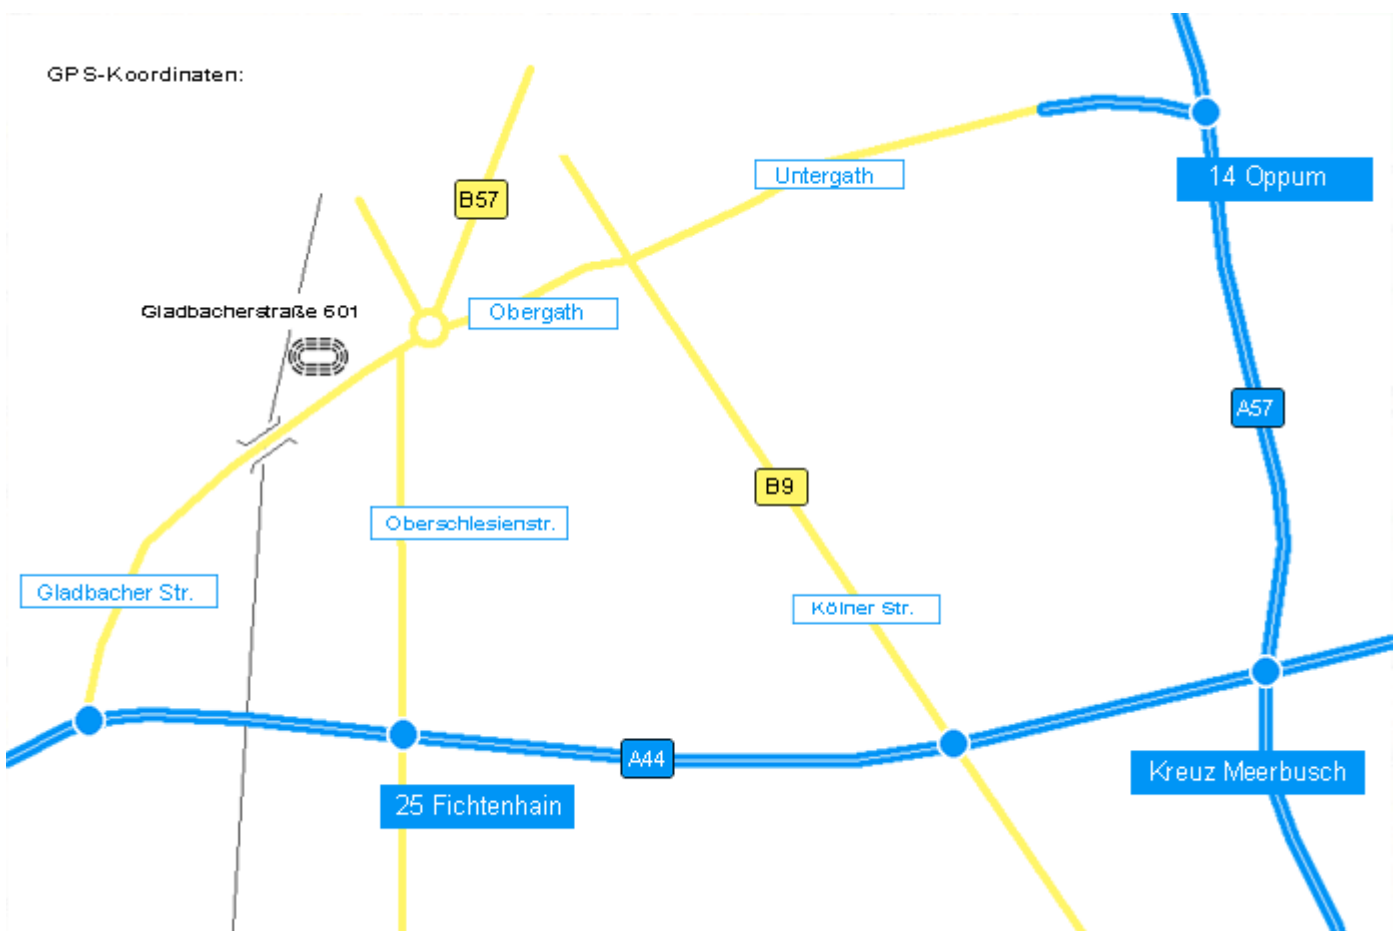 GPS-Koordinaten:
Untergath
14 Oppum
B57
Gladbacherstraße 601
Obergath
A57
B9
Oberschlesienstr.
Gladbacher Str.
Kölner Str.
A44
Kreuz Meerbusch
25 Fichtenhain